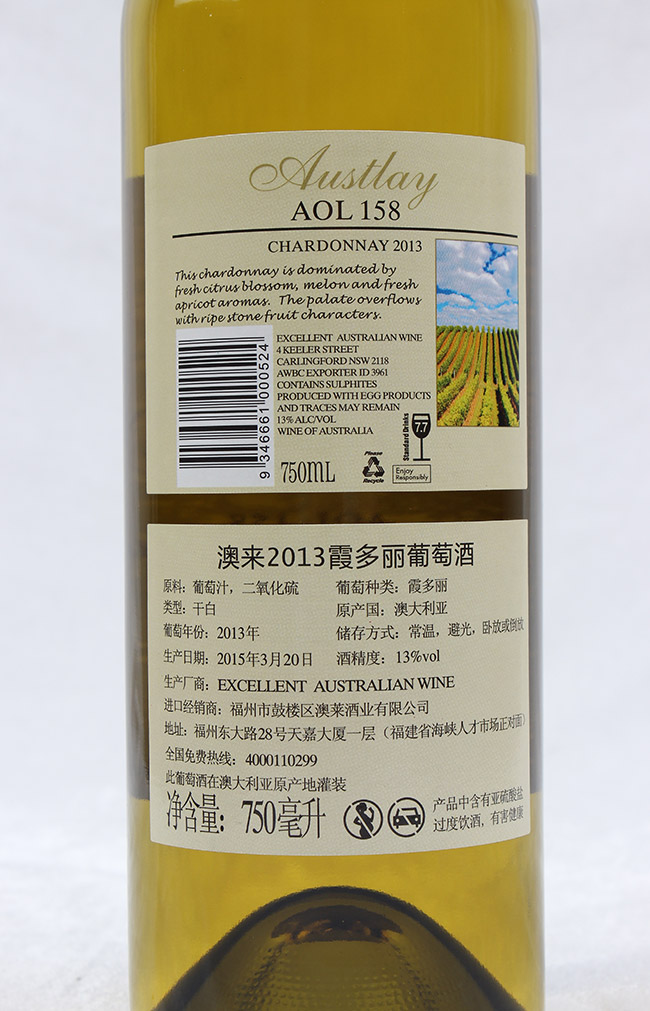 Austlay
AOL 158
CHARDONNAY 2013
This chardonnay is dominated by
fresh citrus blossom, melon and fresh
apricot aromas. The palate overflows
with ripe stone fruit characters.
EXCELLENT AUSTRALIAN WINE
4 KEELER STREET
CARLINGFORD NSW 2118
AWBC EXPORTER ID 3961
CONTAINS SULPHITES
PRODUCED WITH EGG PRODUCTS
AND TRACES MAY REMAIN
13% ALC/VOL
WINE OF AUSTRALIA
9 346661 000524
750mL
Please
Recycle
Standard Drinks
7.7
Enjoy
Responsibly
澳来2013霞多丽葡萄酒
原料：葡萄汁，二氧化硫 葡萄种类：霞多丽
类型：干白 原产国：澳大利亚
葡萄年份：2013年 储存方式：常温，避光，卧放或倒放
生产日期：2015年3月20日 酒精度：13%vol
生产厂商：EXCELLENT AUSTRALIAN WINE
进口经销商：福州市鼓楼区澳莱酒业有限公司
地址：福州东大路28号天嘉大厦一层（福建省海峡人才市场正对面）
全国免费热线：4000110299
此葡萄酒在澳大利亚原产地灌装
净含量：750毫升
产品中含有亚硫酸盐
过度饮酒，有害健康